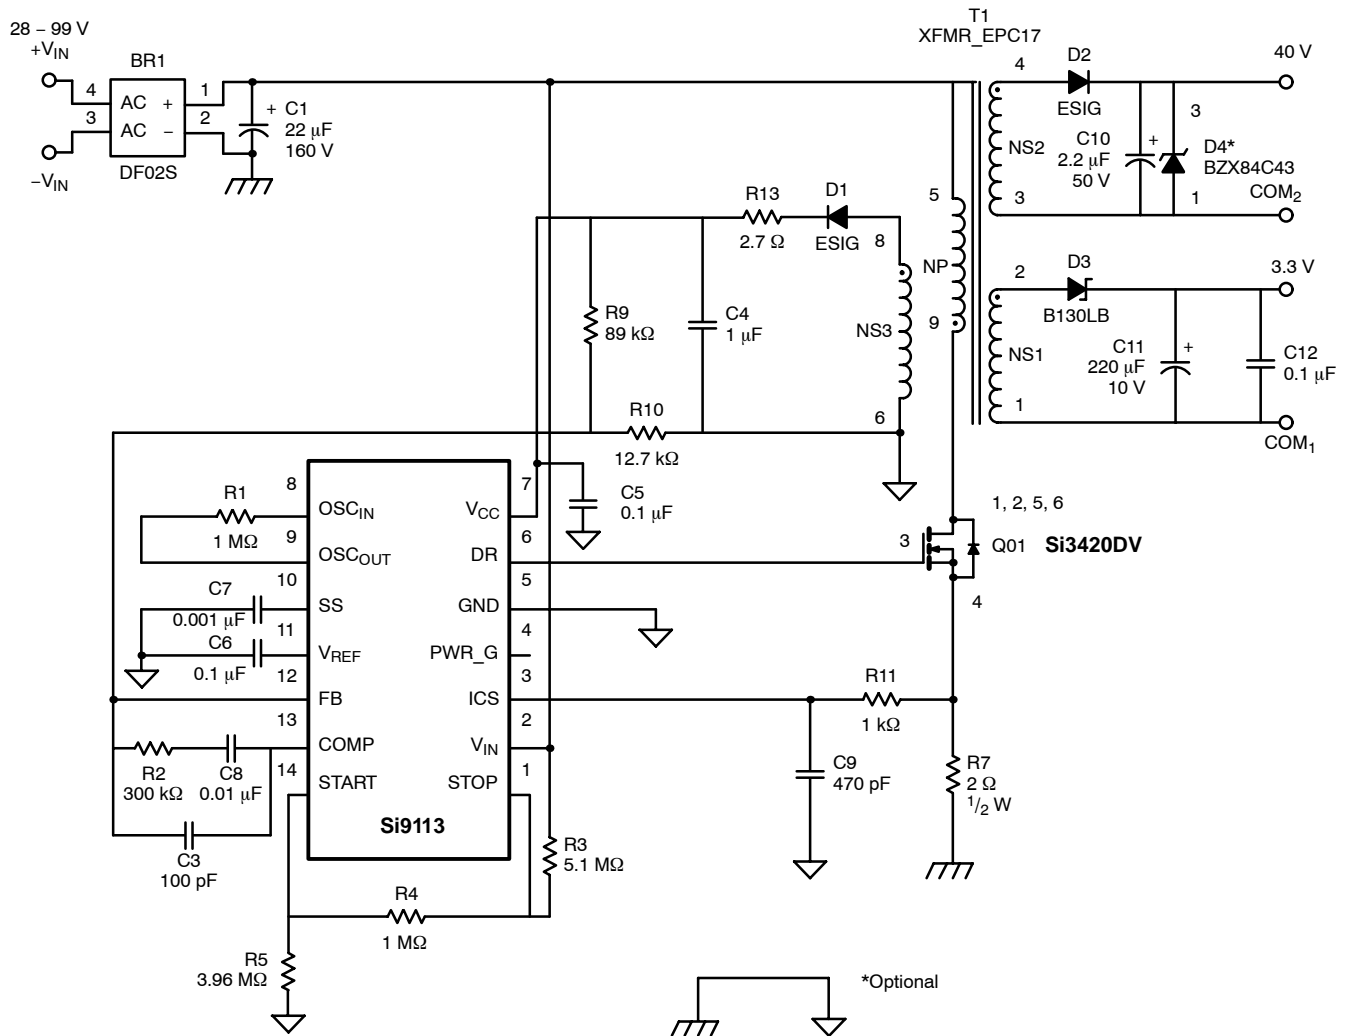 28 – 99 V
+VIN
BR1
4
3
AC +
AC –
1
2
DF02S
–VIN
+
C1
22 µF
160 V
T1
XFMR_EPC17
4
D2
ESIG
NS2
3
C10
2.2 µF
50 V
+
3
D4*
BZX84C43
1
40 V
COM2
R13
2.7 Ω
D1
ESIG
8
5
NP
9
NS3
6
R9
89 kΩ
C4
1 µF
R10
12.7 kΩ
2
D3
B130LB
NS1
1
C11
220 µF
10 V
+
C12
0.1 µF
3.3 V
COM1
R1
1 MΩ
8
OSCIN
9
OSCOUT
10
SS
11
VREF
12
FB
13
COMP
14
START
C7
0.001 µF
C6
0.1 µF
R2
300 kΩ
C8
0.01 µF
C3
100 pF
VCC
7
DR
6
GND
5
PWR_G
4
ICS
3
VIN
2
STOP
1
Si9113
C5
0.1 µF
3
1, 2, 5, 6
Q01
Si3420DV
4
R11
1 kΩ
C9
470 pF
R7
2 Ω
1/2 W
R3
5.1 MΩ
R4
1 MΩ
R5
3.96 MΩ
*Optional